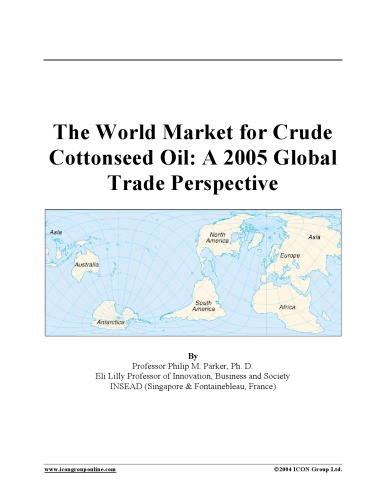 The World Market for Crude
Cottonseed Oil: A 2005 Global
Trade Perspective
Asia
Australia
Antarctica
North
America
South
America
Europe
Asia
Africa
By
Professor Philip M. Parker, Ph. D.
Eli Lilly Professor of Innovation, Business and Society
INSEAD (Singapore & Fontainebleau, France)
www.icongrouponline.com
©2004 ICON Group Ltd.